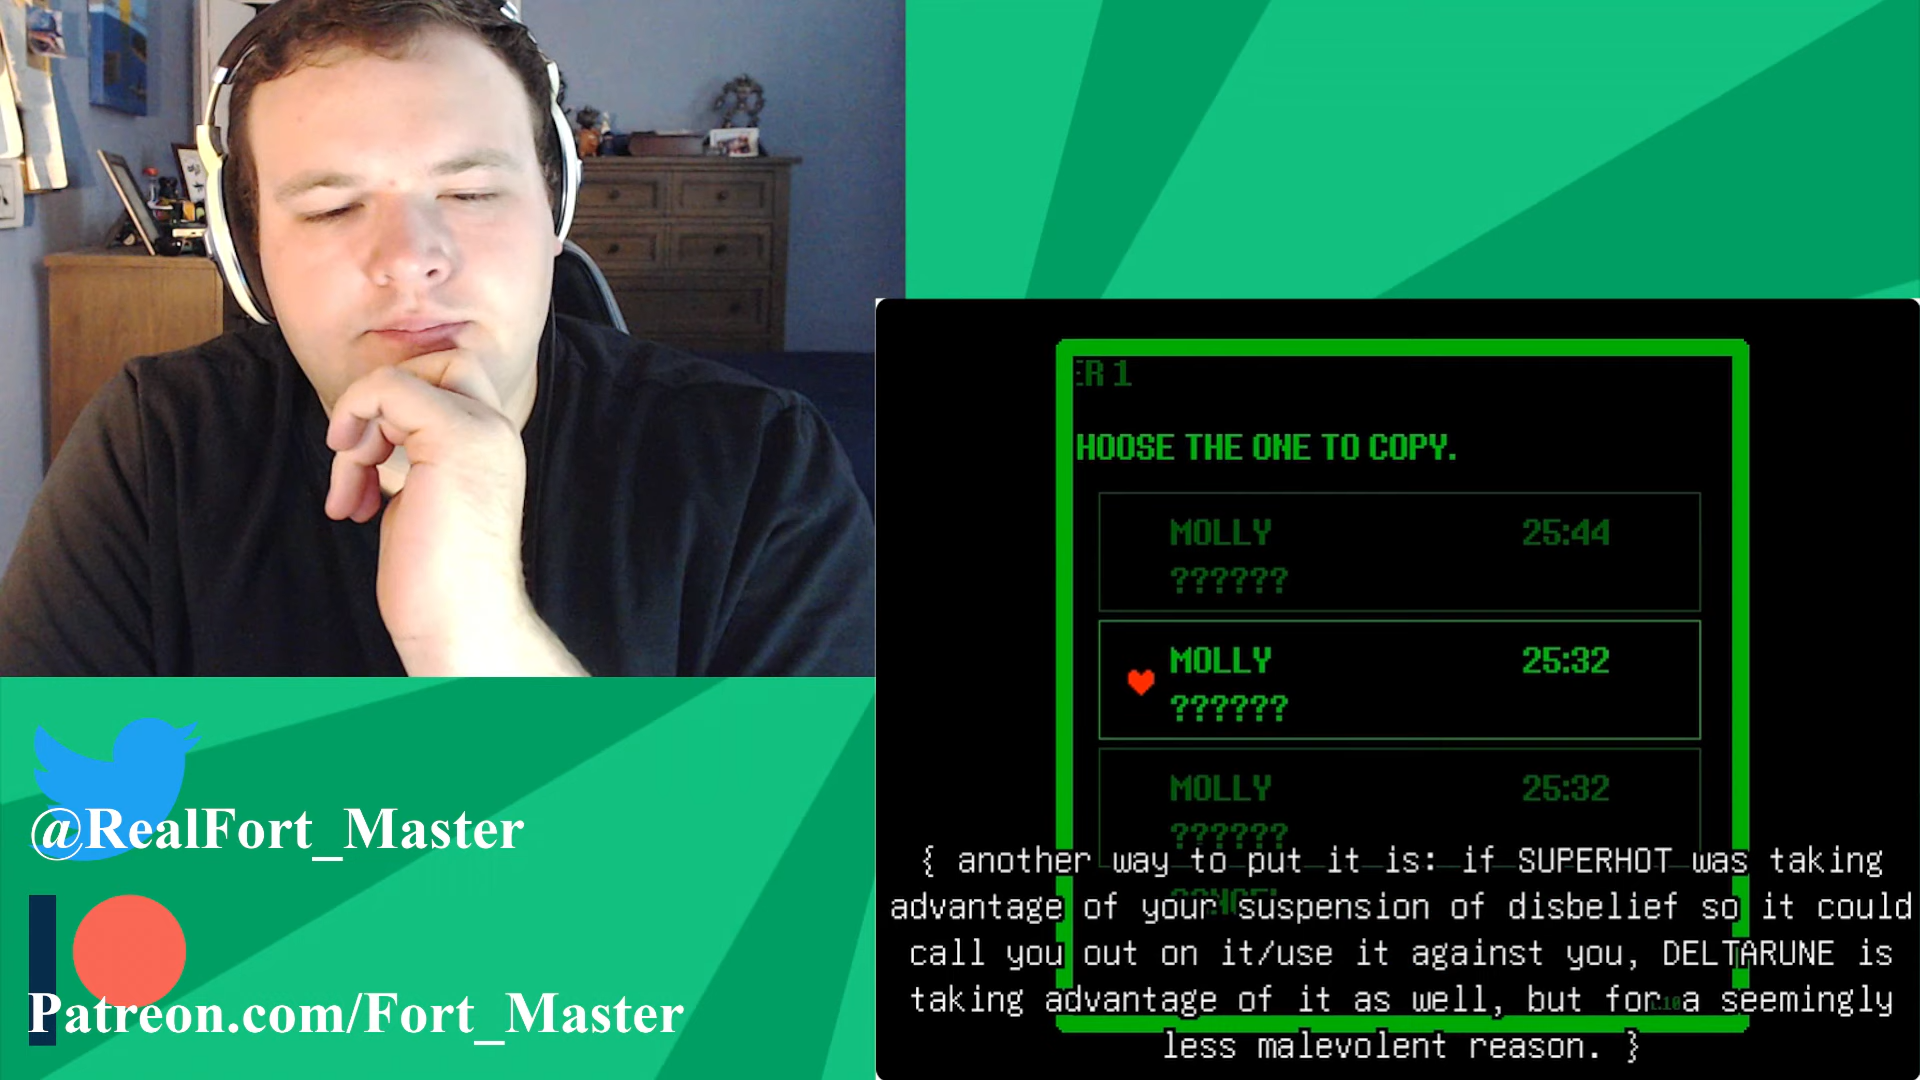 ER 1
HOOSE THE ONE TO COPY.
MOLLY 25:44
??????
MOLLY 25:32
??????
MOLLY 25:32
??????
{ another way to put it is: if SUPERHOT was taking
advantage of your suspension of disbelief so it could
call you out on it/use it against you, DELTARUNE is
taking advantage of it as well, but for a seemingly
less malevolent reason. }
@RealFort_Master
Patreon.com/Fort_Master